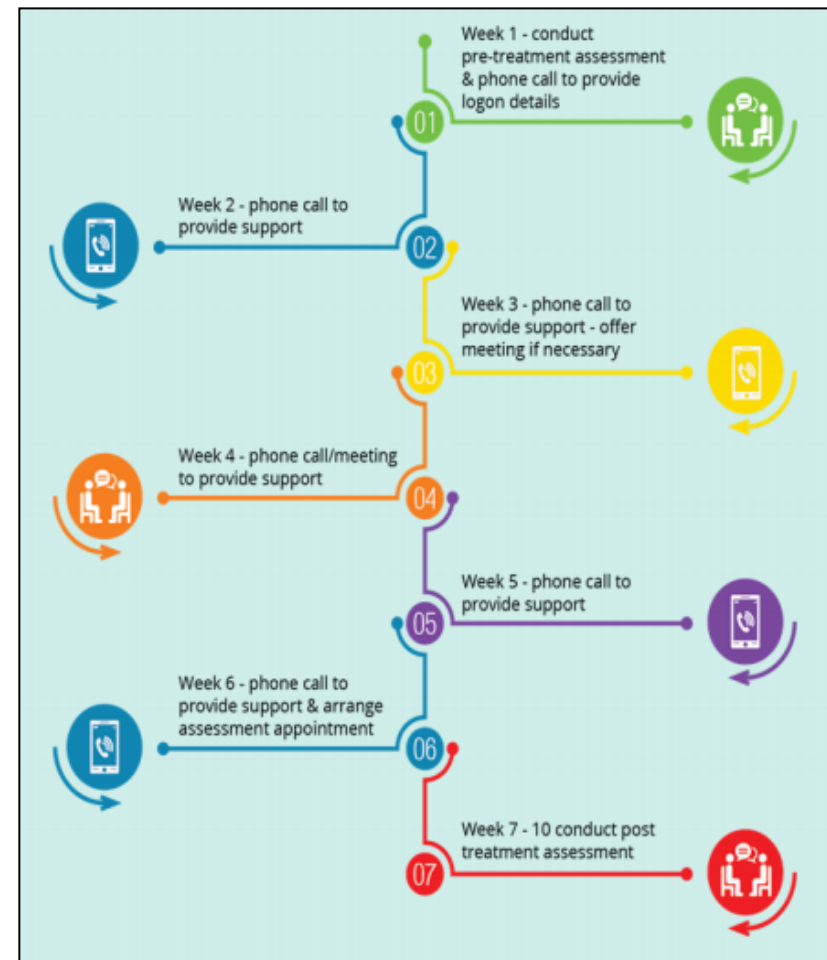 Week 1 - conduct
pre-treatment assessment
& phone call to provide
logon details
01
Week 2 - phone call to
provide support
02
Week 3 - phone call to
provide support - offer
meeting if necessary
03
Week 4 - phone call/meeting
to provide support
04
Week 5 - phone call to
provide support
05
Week 6 - phone call to
provide support & arrange
assessment appointment
06
Week 7 - 10 conduct post
treatment assessment
07